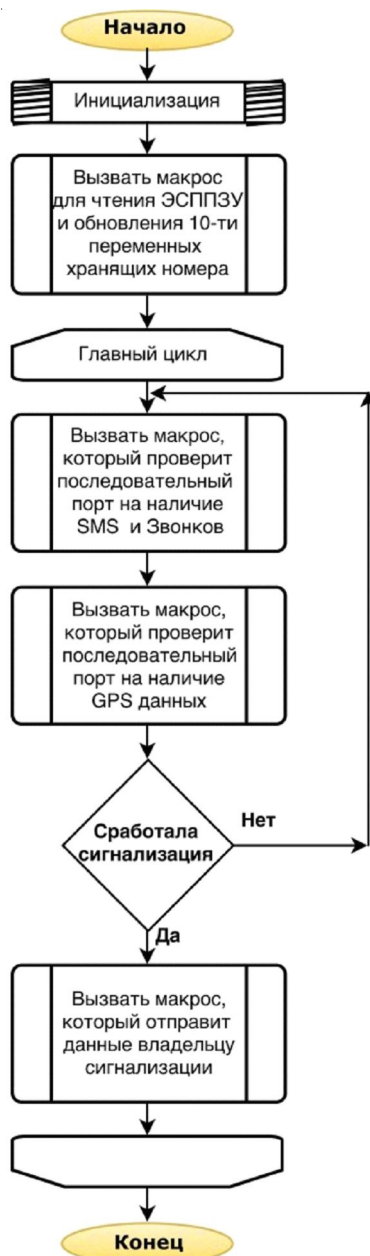 Начало
Инициализация
Вызвать макрос
для чтения ЭСППЗУ
и обновления 10-ти
переменных
хранящих номера
Главный цикл
Вызвать макрос,
который проверит
последовательный
порт на наличие
SMS и Звонков
Вызвать макрос,
который проверит
последовательный
порт на наличие
GPS данных
Сработала
сигнализация
Нет
Да
Вызвать макрос,
который отправит
данные владельцу
сигнализации
Конец